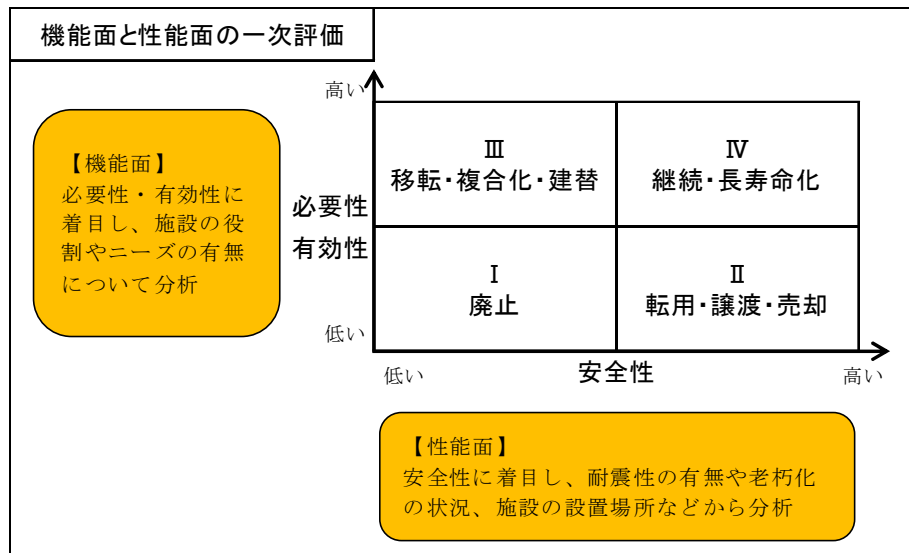 機能面と性能面の一次評価
高い
【機能面】
必要性・有効性に
着目し、施設の役
割やニーズの有無
について分析
必要性
有効性
Ⅲ
移転・複合化・建替
Ⅳ
継続・長寿命化
Ⅰ
廃止
Ⅱ
転用・譲渡・売却
低い
低い
安全性
高い
【性能面】
安全性に着目し、耐震性の有無や老朽化
の状況、施設の設置場所などから分析